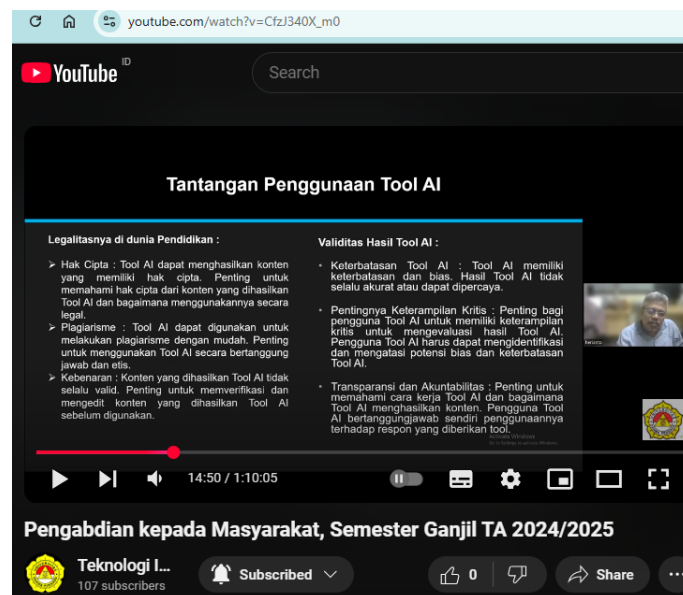 youtube.com/watch?v=CfzJ340X_m0
YouTube ID
Search
Tantangan Penggunaan Tool AI
Legalitasnya di dunia Pendidikan :
➢ Hak Cipta : Tool AI dapat menghasilkan konten
yang memiliki hak cipta. Penting untuk
memahami hak cipta dari konten yang dihasilkan
Tool AI dan bagaimana menggunakannya secara
legal.
➢ Plagiarisme : Tool AI dapat digunakan untuk
melakukan plagiarisme dengan mudah. Penting
untuk menggunakan Tool AI secara bertanggung
jawab dan etis.
➢ Kebenaran : Konten yang dihasilkan Tool AI tidak
selalu valid. Penting untuk memverifikasi dan
mengedit konten yang dihasilkan Tool AI
sebelum digunakan.
Validitas Hasil Tool AI :
• Keterbatasan Tool AI : Tool AI memiliki
keterbatasan dan bias. Hasil Tool AI tidak
selalu akurat atau dapat dipercaya.
• Pentingnya Keterampilan Kritis : Penting bagi
pengguna Tool AI untuk memiliki keterampilan
kritis untuk mengevaluasi hasil Tool AI.
Pengguna Tool AI harus dapat mengidentifikasi
dan mengatasi potensi bias dan keterbatasan
Tool AI.
• Transparansi dan Akuntabilitas : Penting untuk
memahami cara kerja Tool AI dan bagaimana
Tool AI menghasilkan konten. Pengguna Tool
AI bertanggungjawab sendiri penggunaannya
terhadap respon yang diberikan tool.
Activate Windows
14:50 / 1:10:05
Pengabdian kepada Masyarakat, Semester Ganjil TA 2024/2025
Teknologi I...
107 subscribers
Subscribed
0
Share